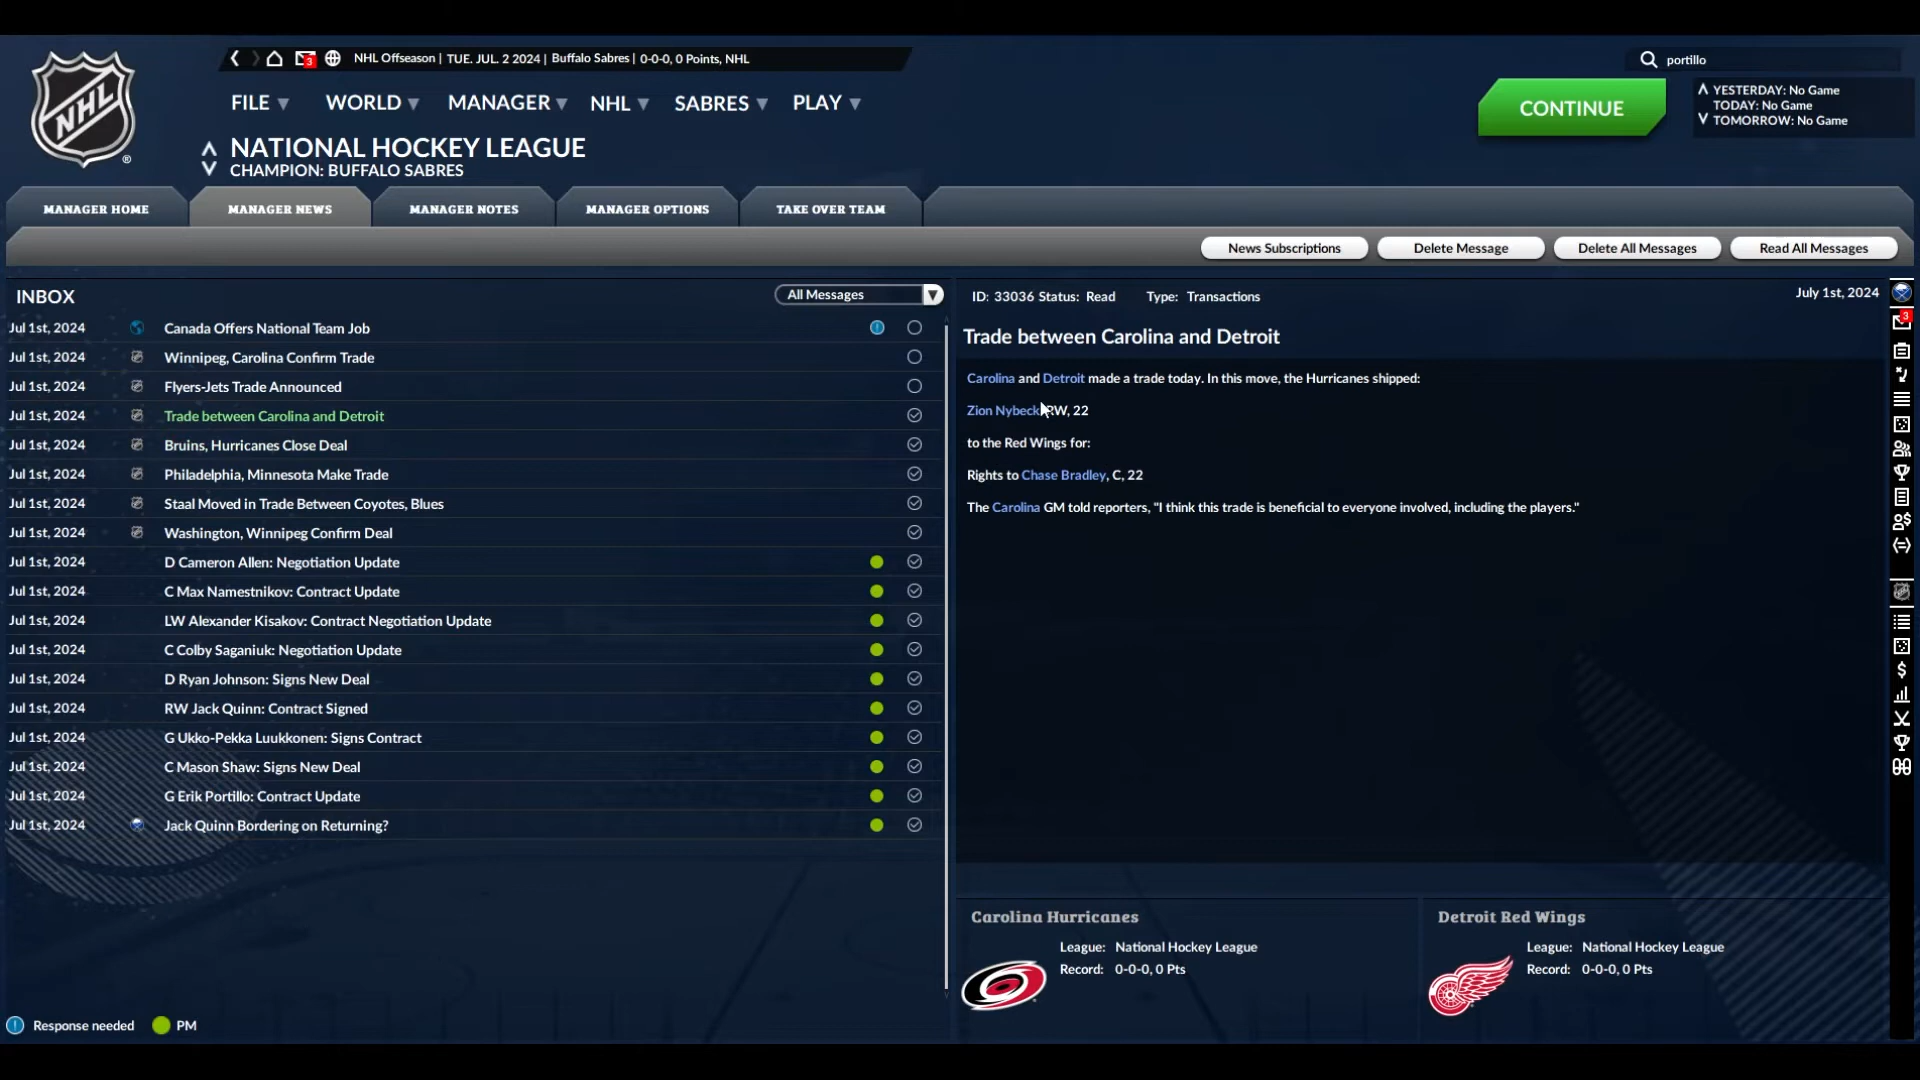 NHL Offseason | TUE. JUL. 2 2024 | Buffalo Sabres | 0-0-0, 0 Points, NHL
portillo
NHL
®
3
FILE
WORLD
MANAGER
NHL
SABRES
PLAY
CONTINUE
YESTERDAY: No Game
TODAY: No Game
TOMORROW: No Game
NATIONAL HOCKEY LEAGUE
CHAMPION: BUFFALO SABRES
MANAGER HOME
MANAGER NEWS
MANAGER NOTES
MANAGER OPTIONS
TAKE OVER TEAM
News Subscriptions
Delete Message
Delete All Messages
Read All Messages
INBOX
All Messages
Jul 1st, 2024 Canada Offers National Team Job
Jul 1st, 2024 Winnipeg, Carolina Confirm Trade
Jul 1st, 2024 Flyers-Jets Trade Announced
Jul 1st, 2024 Trade between Carolina and Detroit
Jul 1st, 2024 Bruins, Hurricanes Close Deal
Jul 1st, 2024 Philadelphia, Minnesota Make Trade
Jul 1st, 2024 Staal Moved in Trade Between Coyotes, Blues
Jul 1st, 2024 Washington, Winnipeg Confirm Deal
Jul 1st, 2024 D Cameron Allen: Negotiation Update
Jul 1st, 2024 C Max Namestnikov: Contract Update
Jul 1st, 2024 LW Alexander Kisakov: Contract Negotiation Update
Jul 1st, 2024 C Colby Saganiuk: Negotiation Update
Jul 1st, 2024 D Ryan Johnson: Signs New Deal
Jul 1st, 2024 RW Jack Quinn: Contract Signed
Jul 1st, 2024 G Ukko-Pekka Luukkonen: Signs Contract
Jul 1st, 2024 C Mason Shaw: Signs New Deal
Jul 1st, 2024 G Erik Portillo: Contract Update
Jul 1st, 2024 Jack Quinn Bordering on Returning?
Response needed
PM
ID: 33036 Status: Read Type: Transactions
July 1st, 2024
3
Trade between Carolina and Detroit
Carolina and Detroit made a trade today. In this move, the Hurricanes shipped:
Zion Nybeck, RW, 22
to the Red Wings for:
Rights to Chase Bradley, C, 22
The Carolina GM told reporters, "I think this trade is beneficial to everyone involved, including the players."
Carolina Hurricanes
League: National Hockey League
Record: 0-0-0, 0 Pts
Detroit Red Wings
League: National Hockey League
Record: 0-0-0, 0 Pts